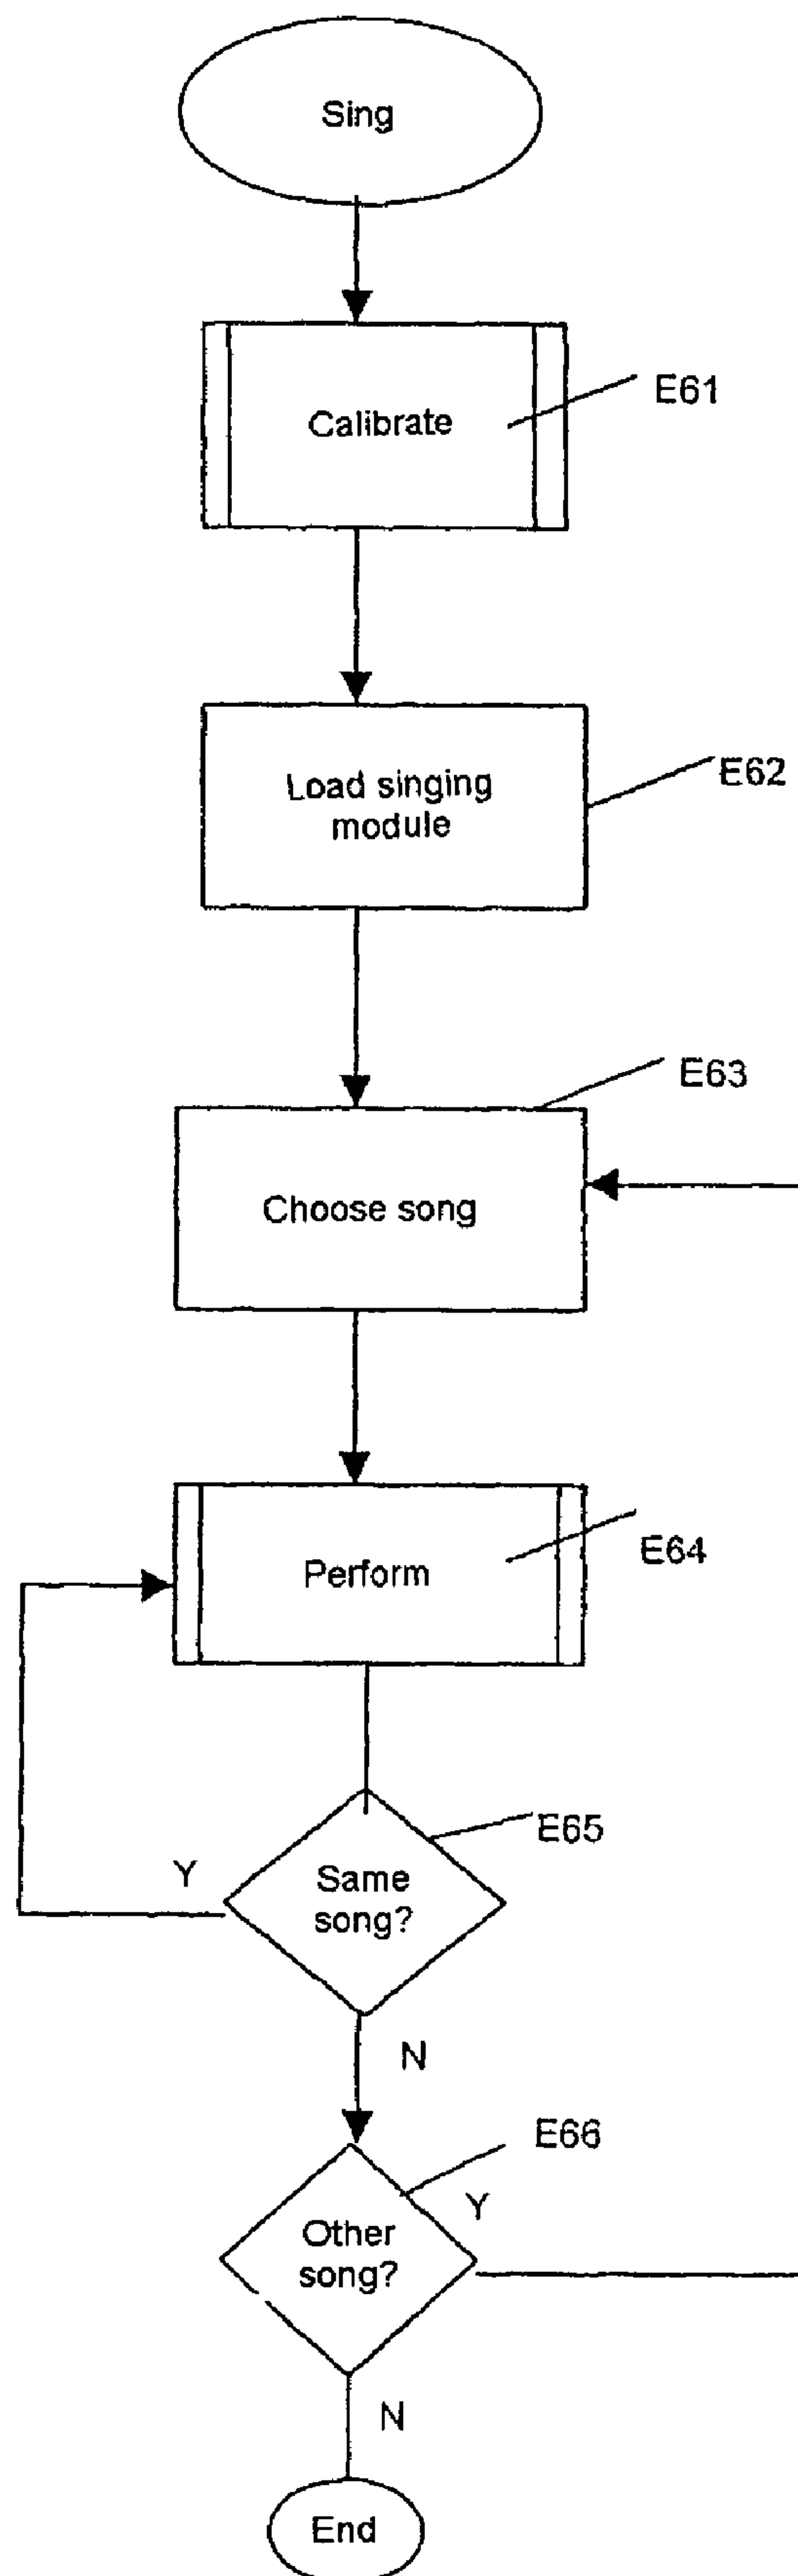 Sing
Calibrate
E61
Load singing
module
E62
E63
Choose song
Perform
E64
E65
Same
song?
Y
N
E66
Y
Other
song?
N
End